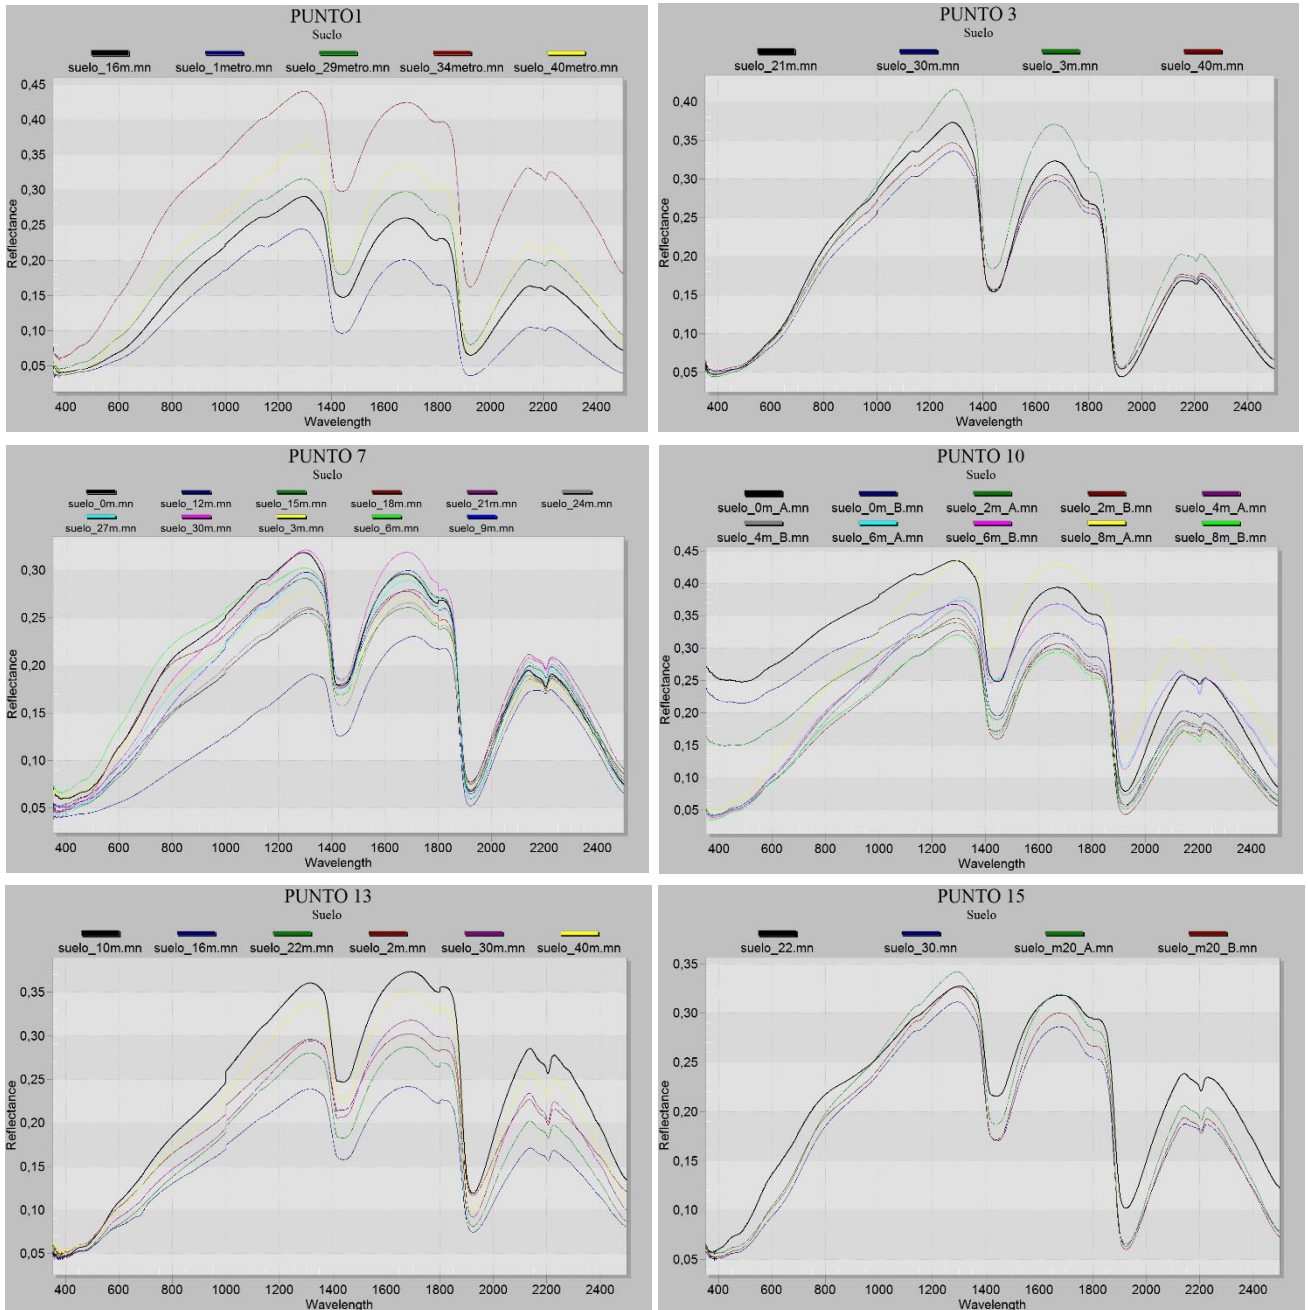 PUNTO1
Suelo
suelo_16m.mn suelo_1metro.mn suelo_29metro.mn suelo_34metro.mn suelo_40metro.mn
0,45
0,40
0,35
0,30
0,25
0,20
0,15
0,10
0,05
Reflectance
400 600 800 1000 1200 1400 1600 1800 2000 2200 2400
Wavelength
PUNTO 3
Suelo
suelo_21m.mn suelo_30m.mn suelo_3m.mn suelo_40m.mn
0,40
0,35
0,30
0,25
0,20
0,15
0,10
0,05
Reflectance
400 600 800 1000 1200 1400 1600 1800 2000 2200 2400
Wavelength
PUNTO 7
Suelo
suelo_0m.mn suelo_12m.mn suelo_15m.mn suelo_18m.mn suelo_21m.mn suelo_24m.mn
suelo_27m.mn suelo_30m.mn suelo_3m.mn suelo_6m.mn suelo_9m.mn
0,30
0,25
0,20
0,15
0,10
0,05
Reflectance
400 600 800 1000 1200 1400 1600 1800 2000 2200 2400
Wavelength
PUNTO 10
Suelo
suelo_0m_A.mn suelo_0m_B.mn suelo_2m_A.mn suelo_2m_B.mn suelo_4m_A.mn
suelo_4m_B.mn suelo_6m_A.mn suelo_6m_B.mn suelo_8m_A.mn suelo_8m_B.mn
0,45
0,40
0,35
0,30
0,25
0,20
0,15
0,10
0,05
Reflectance
400 600 800 1000 1200 1400 1600 1800 2000 2200 2400
Wavelength
PUNTO 13
Suelo
suelo_10m.mn suelo_16m.mn suelo_22m.mn suelo_2m.mn suelo_30m.mn suelo_40m.mn
0,35
0,30
0,25
0,20
0,15
0,10
0,05
Reflectance
400 600 800 1000 1200 1400 1600 1800 2000 2200 2400
Wavelength
PUNTO 15
Suelo
suelo_22.mn suelo_30.mn suelo_m20_A.mn suelo_m20_B.mn
0,35
0,30
0,25
0,20
0,15
0,10
0,05
Reflectance
400 600 800 1000 1200 1400 1600 1800 2000 2200 2400
Wavelength